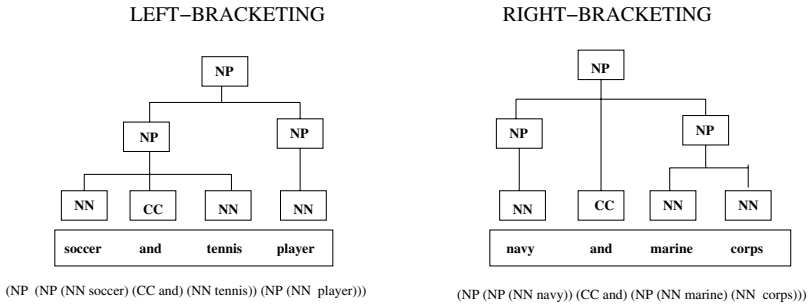 LEFT−BRACKETING
NP
NP NP
NN CC NN NN
soccer and tennis player
(NP (NP (NN soccer) (CC and) (NN tennis)) (NP (NN player)))
RIGHT−BRACKETING
NP
NP NP
NN CC NN NN
navy and marine corps
(NP (NP (NN navy)) (CC and) (NP (NN marine) (NN corps)))